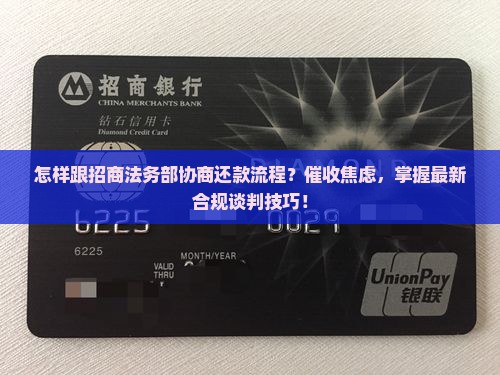 招商銀行
CHINA MERCHANTS BANK
钻石信用卡
Diamond Credit Card
怎样跟招商法务部协商还款流程？催收焦虑，掌握最新
合规谈判技巧！
6225 0029
6225
MONTH/YEAR
VALID
THRU
UnionPay
银联